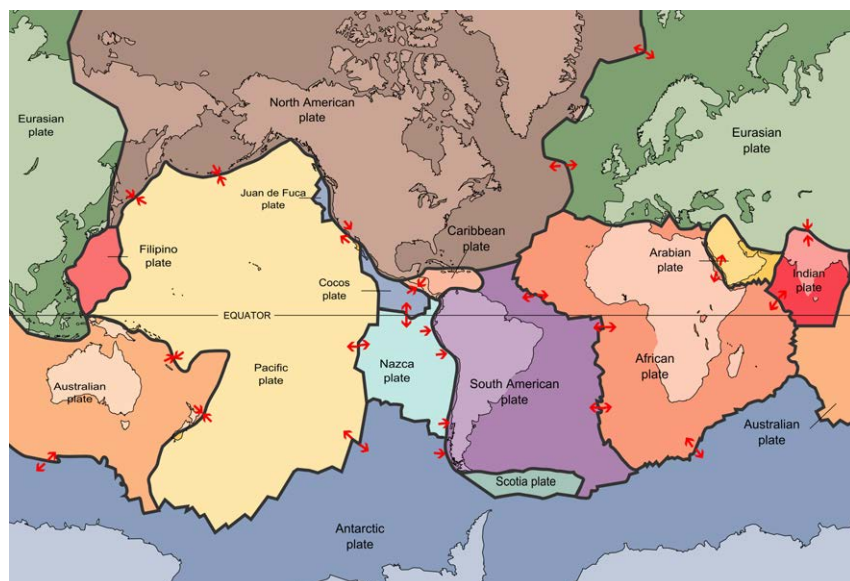 North American
plate
Eurasian
plate
Eurasian
plate
Juan de Fuca
plate
Caribbean
plate
Filipino
plate
Arabian
plate
Indian
plate
Cocos
plate
EQUATOR
Pacific
plate
Nazca
plate
African
plate
Australian
plate
South American
plate
Australian
plate
Scotia plate
Antarctic
plate